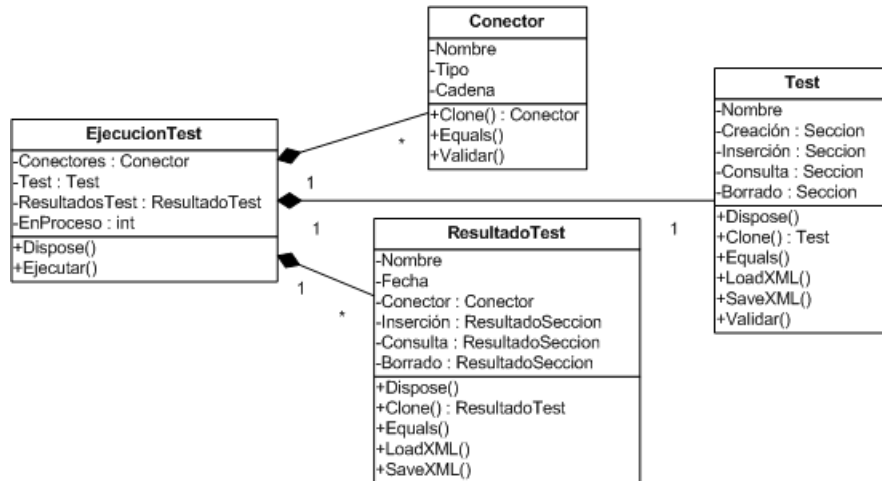 Conector
-Nombre
-Tipo
-Cadena
+Clone() : Conector
+Equals()
+Validar()
EjecucionTest
-Conectores : Conector
-Test : Test
-ResultadosTest : ResultadoTest
-EnProceso : int
+Dispose()
+Ejecutar()
*
1
1
1
1
*
Test
-Nombre
-Creación : Seccion
-Inserción : Seccion
-Consulta : Seccion
-Borrado : Seccion
+Dispose()
+Clone() : Test
+Equals()
+LoadXML()
+SaveXML()
+Validar()
ResultadoTest
-Nombre
-Fecha
-Conector : Conector
-Inserción : ResultadoSeccion
-Consulta : ResultadoSeccion
-Borrado : ResultadoSeccion
+Dispose()
+Clone() : ResultadoTest
+Equals()
+LoadXML()
+SaveXML()